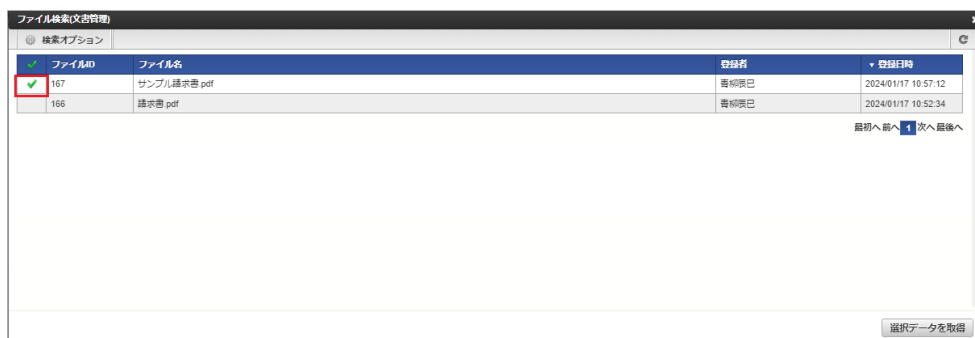 ファイル検索(文書管理)
検索オプション
ファイルID ファイル名 登録者 ▼ 登録日時
167 サンプル請求書.pdf 青柳辰巳 2024/01/17 10:57:12
166 請求書.pdf 青柳辰巳 2024/01/17 10:52:34
最初へ 前へ 1 次へ 最後へ
選択データを取得